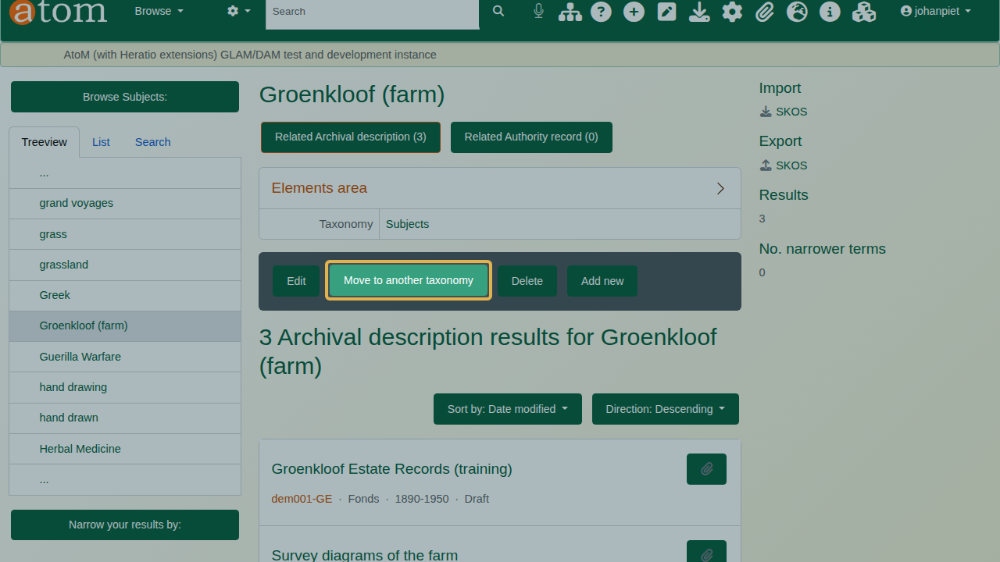 atom
Browse
Search
johanpiet
AtoM (with Heratio extensions) GLAM/DAM test and development instance
Browse Subjects:
Treeview
List
Search
...
grand voyages
grass
grassland
Greek
Groenkloof (farm)
Guerilla Warfare
hand drawing
hand drawn
Herbal Medicine
...
Narrow your results by:
Groenkloof (farm)
Related Archival description (3)
Related Authority record (0)
Elements area
Taxonomy
Subjects
Edit
Move to another taxonomy
Delete
Add new
3 Archival description results for Groenkloof
(farm)
Sort by: Date modified
Direction: Descending
Groenkloof Estate Records (training)
dem001-GE · Fonds · 1890-1950 · Draft
Survey diagrams of the farm
Import
SKOS
Export
SKOS
Results
3
No. narrower terms
0